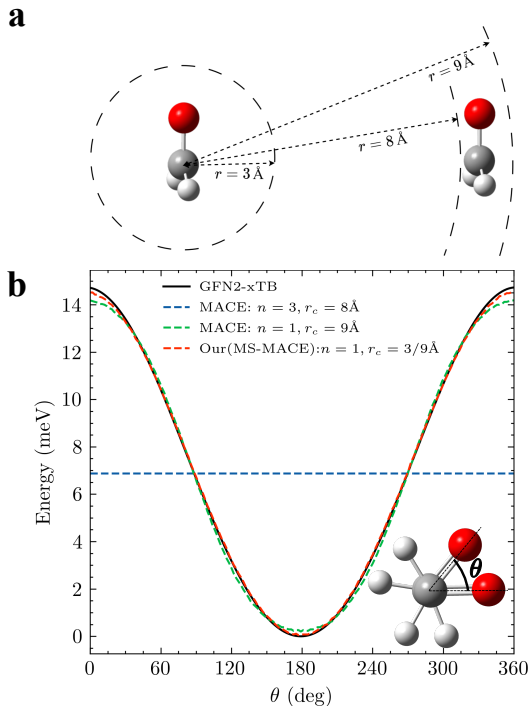 a
r = 9Å
r = 8Å
r = 3Å
b
GFN2-xTB
MACE: n = 3, r_c = 8Å
MACE: n = 1, r_c = 9Å
Our(MS-MACE):n = 1, r_c = 3/9Å
Energy (meV)
14
12
10
8
6
4
2
0
θ
0
60
120
180
240
300
360
θ (deg)